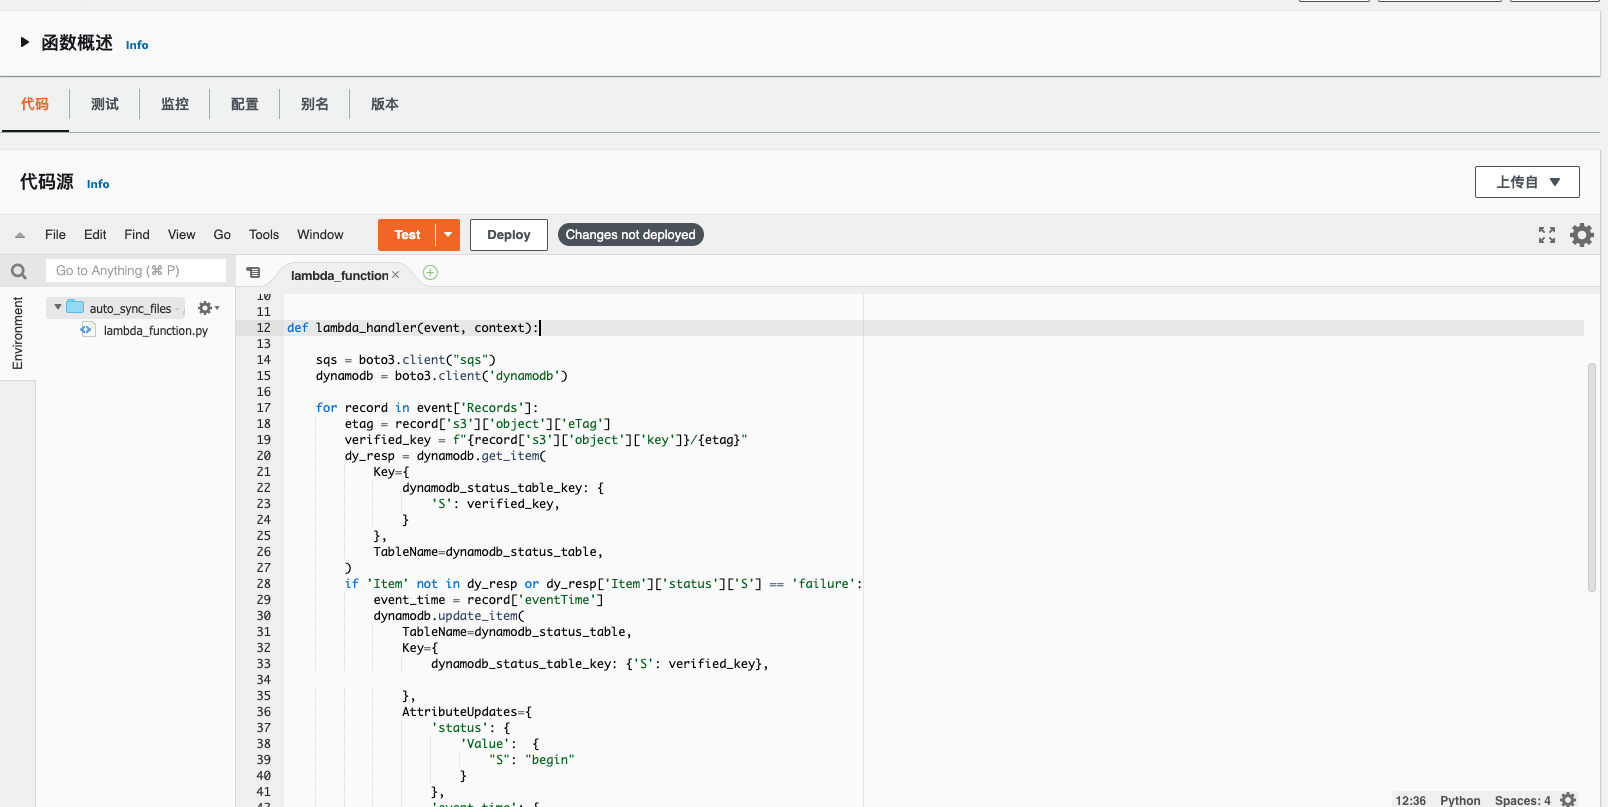 函数概述 Info
代码 测试 监控 配置 别名 版本
代码源 Info
上传自
File Edit Find View Go Tools Window Test Deploy Changes not deployed
Go to Anything (⌘ P)
lambda_function
Environment
auto_sync_files
lambda_function.py
10
11
12 def lambda_handler(event, context):
13
14 sqs = boto3.client("sqs")
15 dynamodb = boto3.client('dynamodb')
16
17 for record in event['Records']:
18 etag = record['s3']['object']['eTag']
19 verified_key = f"{record['s3']['object']['key']}/{etag}"
20 dy_resp = dynamodb.get_item(
21 Key={
22 dynamodb_status_table_key: {
23 'S': verified_key,
24 }
25 },
26 TableName=dynamodb_status_table,
27 )
28 if 'Item' not in dy_resp or dy_resp['Item']['status']['S'] == 'failure':
29 event_time = record['eventTime']
30 dynamodb.update_item(
31 TableName=dynamodb_status_table,
32 Key={
33 dynamodb_status_table_key: {'S': verified_key},
34
35 },
36 AttributeUpdates={
37 'status': {
38 'Value': {
39 "S": "begin"
40 }
41 },
42 'event_time': {
12:36 Python Spaces: 4